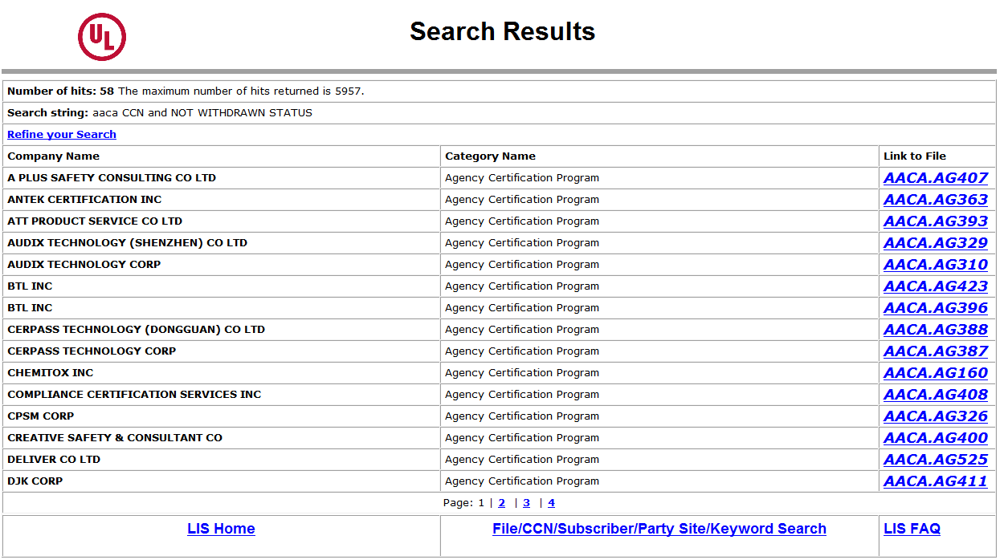 UL
Search Results
Number of hits: 58 The maximum number of hits returned is 5957.
Search string: aaca CCN and NOT WITHDRAWN STATUS
Refine your Search
Company Name Category Name Link to File
A PLUS SAFETY CONSULTING CO LTD Agency Certification Program AACA.AG407
ANTEK CERTIFICATION INC Agency Certification Program AACA.AG363
ATT PRODUCT SERVICE CO LTD Agency Certification Program AACA.AG393
AUDIX TECHNOLOGY (SHENZHEN) CO LTD Agency Certification Program AACA.AG329
AUDIX TECHNOLOGY CORP Agency Certification Program AACA.AG310
BTL INC Agency Certification Program AACA.AG423
BTL INC Agency Certification Program AACA.AG396
CERPASS TECHNOLOGY (DONGGUAN) CO LTD Agency Certification Program AACA.AG388
CERPASS TECHNOLOGY CORP Agency Certification Program AACA.AG387
CHEMITOX INC Agency Certification Program AACA.AG160
COMPLIANCE CERTIFICATION SERVICES INC Agency Certification Program AACA.AG408
CPSM CORP Agency Certification Program AACA.AG326
CREATIVE SAFETY & CONSULTANT CO Agency Certification Program AACA.AG400
DELIVER CO LTD Agency Certification Program AACA.AG525
DJK CORP Agency Certification Program AACA.AG411
Page: 1 | 2 | 3 | 4
LIS Home File/CCN/Subscriber/Party Site/Keyword Search LIS FAQ